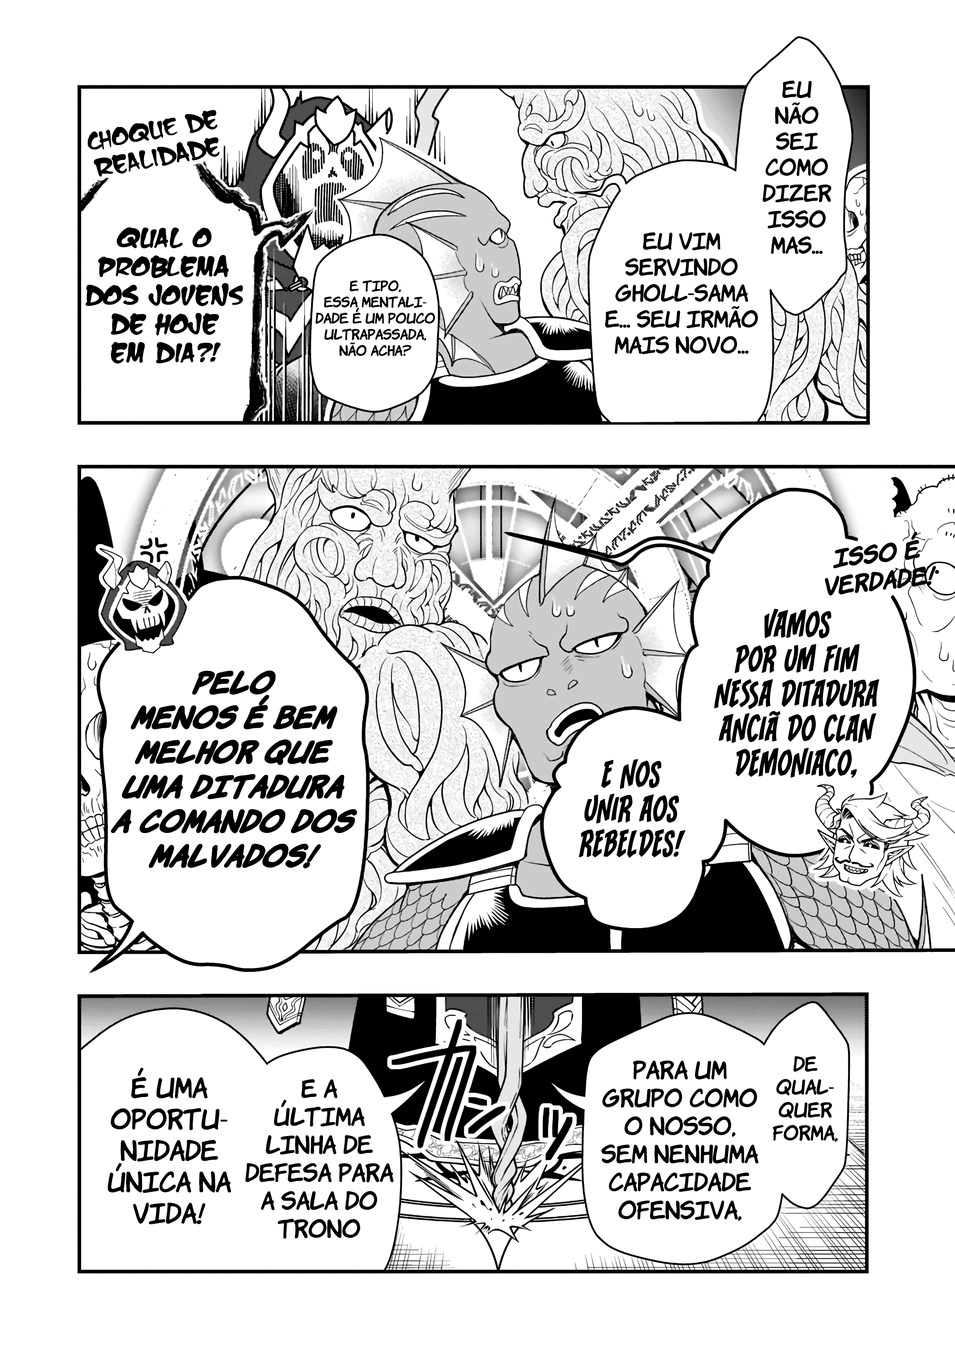 EU
NÃO
SEI
COMO
DIZER
ISSO
MAS...
EU VIM
SERVINDO
GHOLL-SAMA
E... SEU IRMÃO
MAIS NOVO...
E TIPO,
ESSA MENTALI-
DADE É UM POUCO
ULTRAPASSADA,
NÃO ACHA?
CHOQUE DE
REALIDADE
QUAL O
PROBLEMA
DOS JOVENS
DE HOJE
EM DIA?!
ISSO É
VERDADE!
VAMOS
POR UM FIM
NESSA DITADURA
ANCIÃ DO CLAN
DEMONIACO,
E NOS
UNIR AOS
REBELDES!
PELO
MENOS É BEM
MELHOR QUE
UMA DITADURA
A COMANDO DOS
MALVADOS!
DE
QUAL-
QUER
FORMA,
PARA UM
GRUPO COMO
O NOSSO,
SEM NENHUMA
CAPACIDADE
OFENSIVA,
カッン
E A
ÚLTIMA
LINHA DE
DEFESA PARA
A SALA DO
TRONO
É UMA
OPORTU-
NIDADE
ÚNICA NA
VIDA!